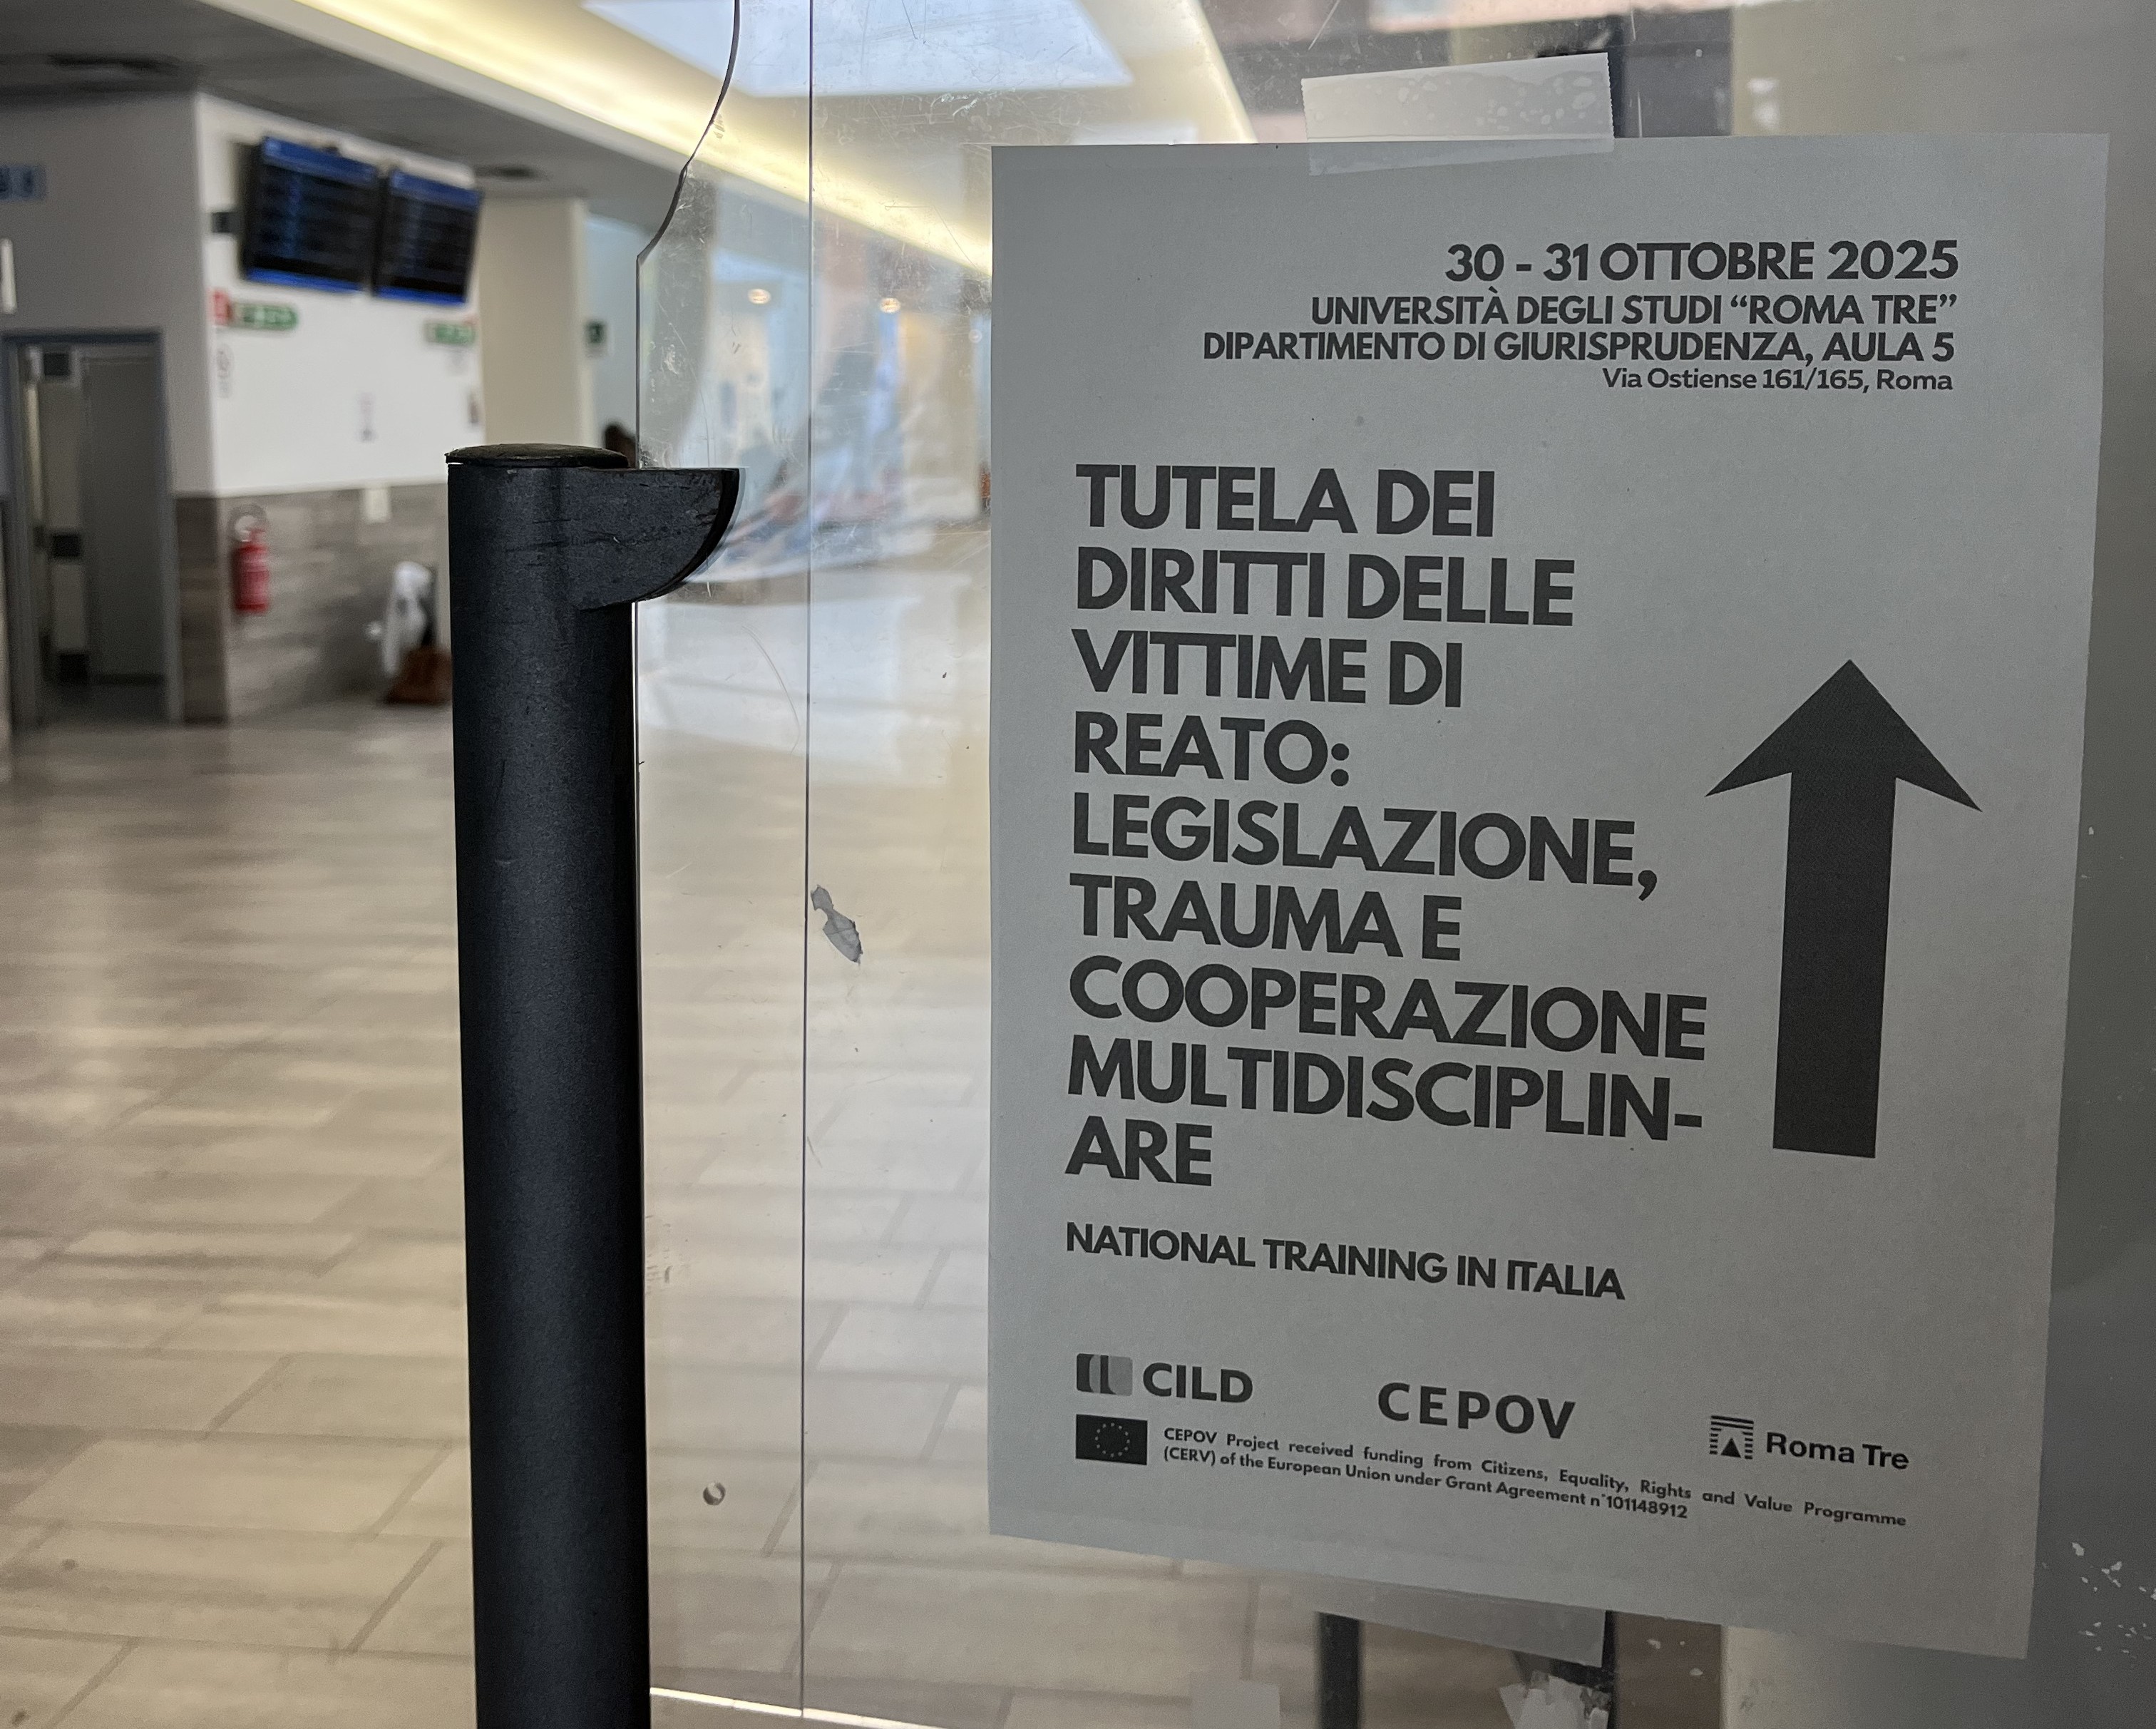 30 - 31 OTTOBRE 2025
UNIVERSITÀ DEGLI STUDI “ROMA TRE”
DIPARTIMENTO DI GIURISPRUDENZA, AULA 5
Via Ostiense 161/165, Roma
TUTELA DEI
DIRITTI DELLE
VITTIME DI
REATO:
LEGISLAZIONE,
TRAUMA E
COOPERAZIONE
MULTIDISCIPLIN-
ARE
NATIONAL TRAINING IN ITALIA
CILD
CEPOV
Roma Tre
CEPOV Project received funding from Citizens, Equality, Rights and Value Programme
(CERV) of the European Union under Grant Agreement n°101148912